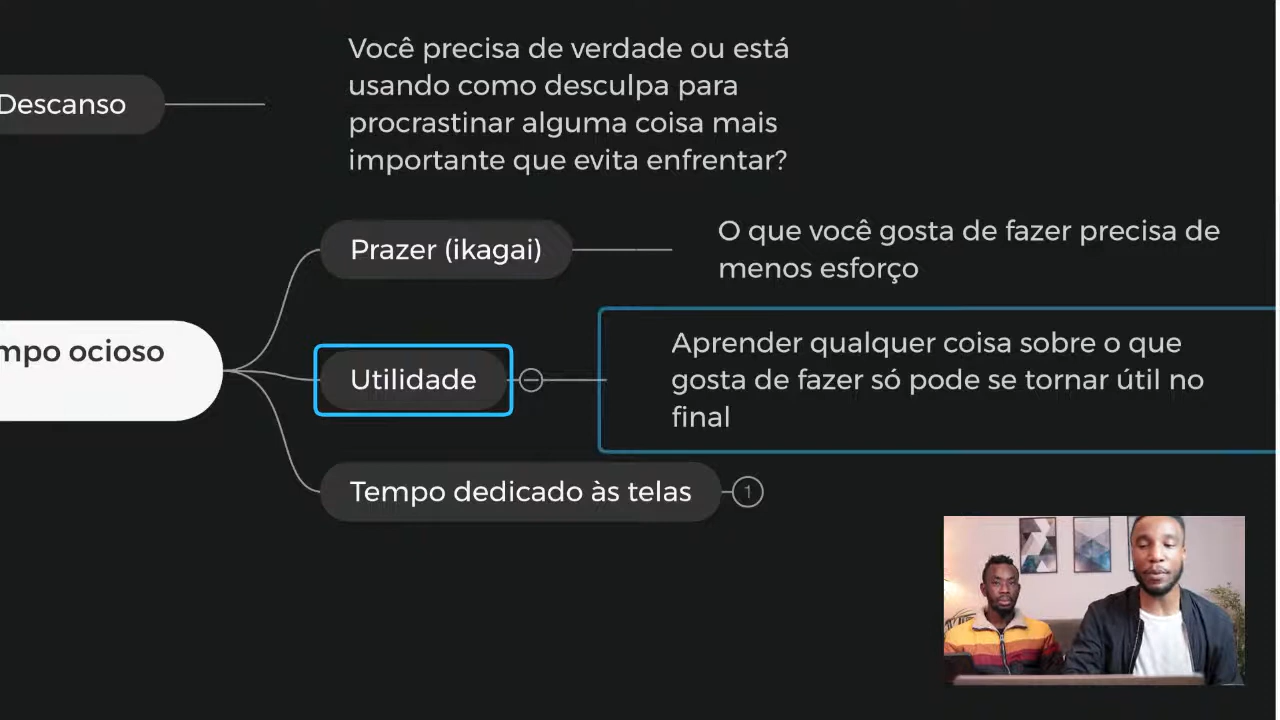 Descanso
Você precisa de verdade ou está
usando como desculpa para
procrastinar alguma coisa mais
importante que evita enfrentar?
Prazer (ikagai)
O que você gosta de fazer precisa de
menos esforço
ocioso
Utilidade
Aprender qualquer coisa sobre o que
gosta de fazer só pode se tornar útil no
final
Tempo dedicado às telas
1